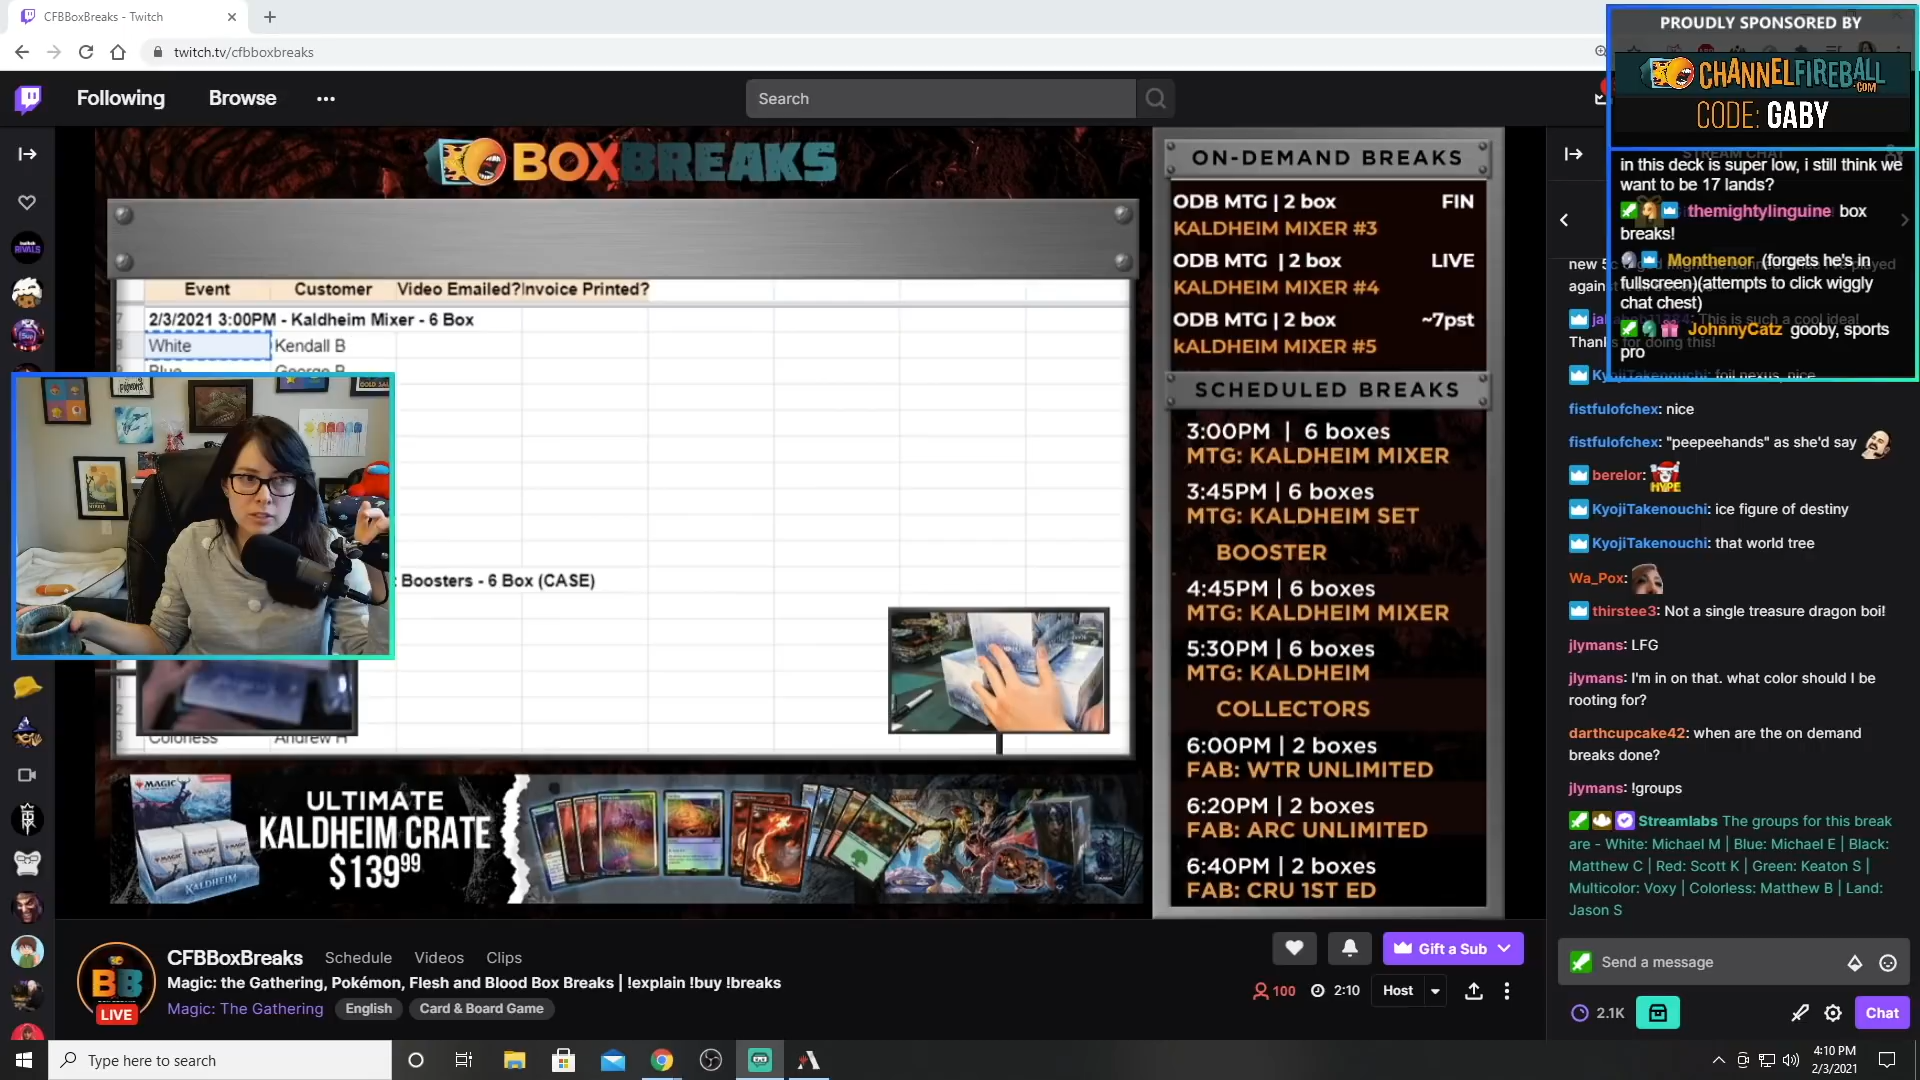 CFBBoxBreaks - Twitch
twitch.tv/cfbboxbreaks
Following
Browse
Search
PROUDLY SPONSORED BY
CHANNELFIREBALL.COM
CODE: GABY
in this deck is super low, i still think we
want to be 17 lands?
themightylinguine box
breaks!
Monthenor (forgets he's in
fullscreen)(attempts to click wiggly
chat chest)
JohnnyCatz gooby, sports
pro
BOXBREAKS
Event Customer Video Emailed? Invoice Printed?
2/3/2021 3:00PM - Kaldheim Mixer - 6 Box
White Kendall B
Blue George B
Boosters - 6 Box (CASE)
Colorless Andrew H
ON-DEMAND BREAKS
ODB MTG | 2 box FIN
KALDHEIM MIXER #3
ODB MTG | 2 box LIVE
KALDHEIM MIXER #4
ODB MTG | 2 box ~7pst
kALDHEIM MIXER #5
SCHEDULED BREAKS
3:00PM | 6 boxes
MTG: KALDHEIM MIXER
3:45PM | 6 boxes
MTG: KALDHEIM SET
BOOSTER
4:45PM | 6 boxes
MTG: KALDHEIM MIXER
5:30PM | 6 boxes
MTG: KALDHEIM
COLLECTORS
6:00PM | 2 boxes
FAB: WTR UNLIMITED
6:20PM | 2 boxes
FAB: ARC UNLIMITED
6:40PM | 2 boxes
FAB: CRU 1ST ED
Thanks for doing this!
fistfulofchex: nice
fistfulofchex: "peepeehands" as she'd say
berelor: HYPE
KyojiTakenouchi: ice figure of destiny
KyojiTakenouchi: that world tree
Wa_Pox:
thirstee3: Not a single treasure dragon boi!
jlymans: LFG
jlymans: I'm in on that. what color should I be
rooting for?
darthcupcake42: when are the on demand
breaks done?
jlymans: !groups
Streamlabs The groups for this break
are - White: Michael M | Blue: Michael E | Black:
Matthew C | Red: Scott K | Green: Keaton S |
Multicolor: Voxy | Colorless: Matthew B | Land:
Jason S
MAGIC
KALDHEIM
ULTIMATE
KALDHEIM CRATE
$139.99
BB
LIVE
CFBBoxBreaks Schedule Videos Clips
Magic: the Gathering, Pokémon, Flesh and Blood Box Breaks | !explain !buy !breaks
Magic: The Gathering English Card & Board Game
Gift a Sub
100 2:10 Host
Send a message
2.1K Chat
Type here to search
4:10 PM
2/3/2021